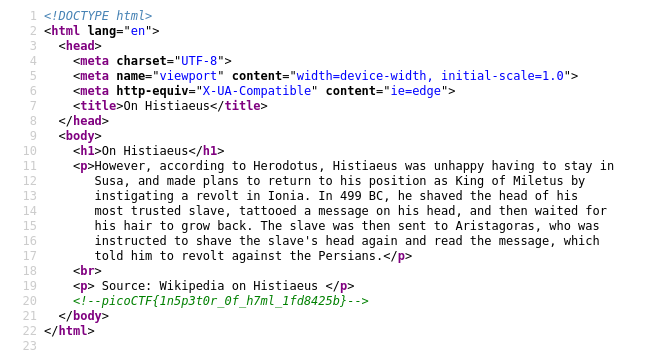 1 <!DOCTYPE html>
2 <html lang="en">
3   <head>
4     <meta charset="UTF-8">
5     <meta name="viewport" content="width=device-width, initial-scale=1.0">
6     <meta http-equiv="X-UA-Compatible" content="ie=edge">
7     <title>On Histiaeus</title>
8   </head>
9   <body>
10     <h1>On Histiaeus</h1>
11     <p>However, according to Herodotus, Histiaeus was unhappy having to stay in
12        Susa, and made plans to return to his position as King of Miletus by
13        instigating a revolt in Ionia. In 499 BC, he shaved the head of his
14        most trusted slave, tattooed a message on his head, and then waited for
15        his hair to grow back. The slave was then sent to Aristagoras, who was
16        instructed to shave the slave's head again and read the message, which
17        told him to revolt against the Persians.</p>
18     <br>
19     <p> Source: Wikipedia on Histiaeus </p>
20     <!--picoCTF{1n5p3t0r_0f_h7ml_1fd8425b}-->
21   </body>
22 </html>
23